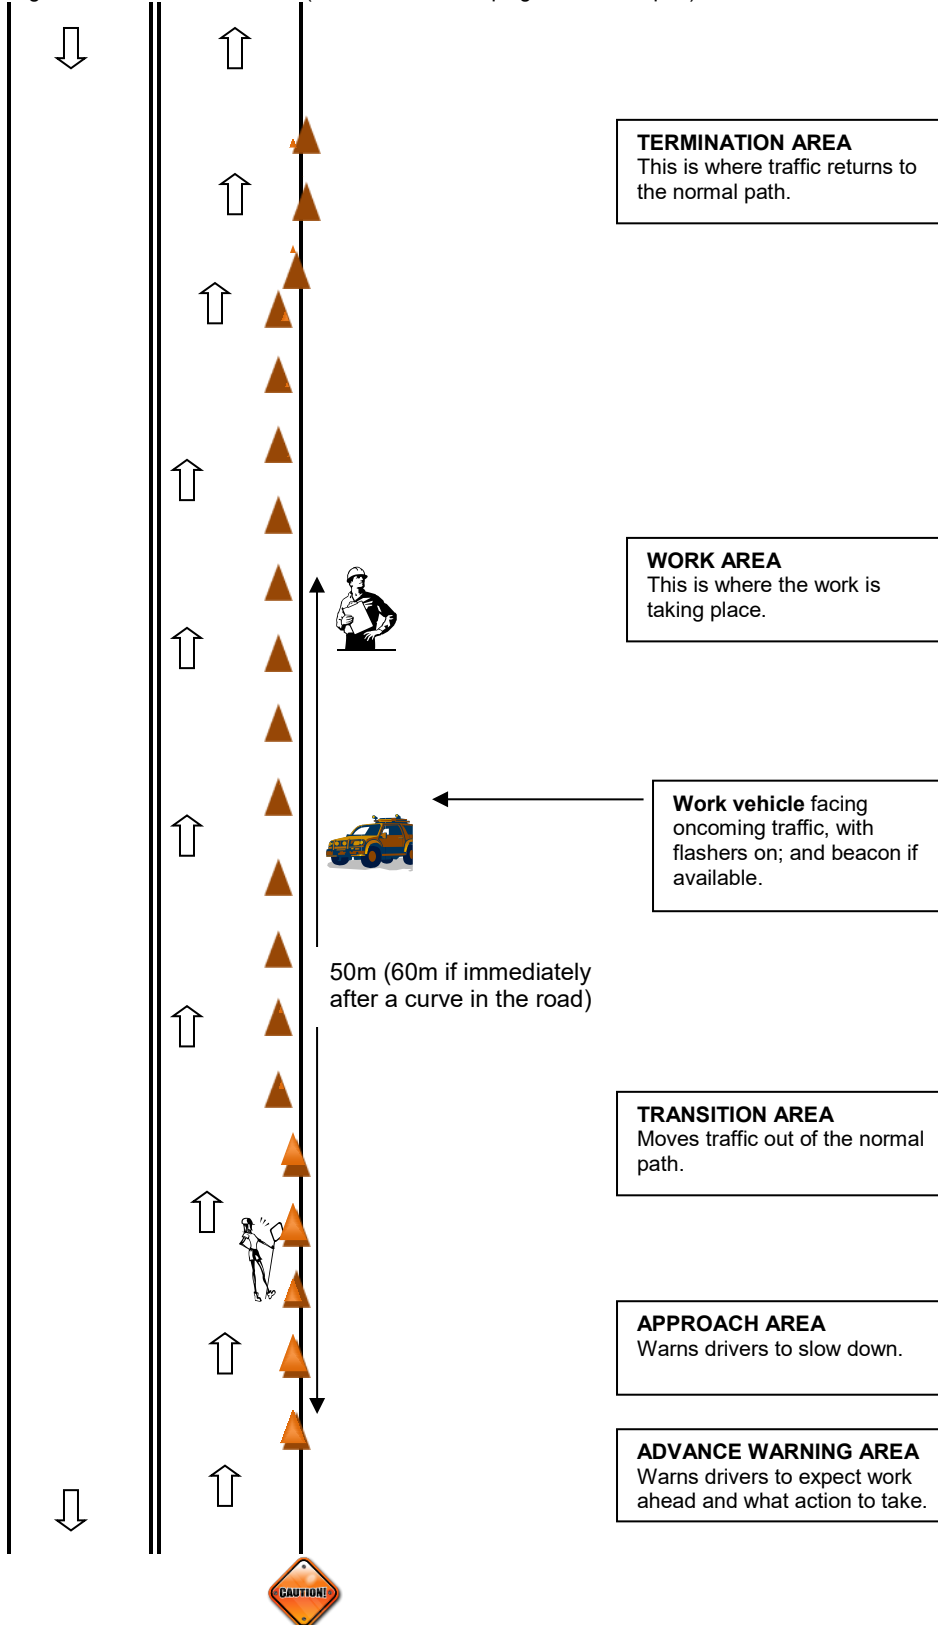 TERMINATION AREA
This is where traffic returns to
the normal path.
WORK AREA
This is where the work is
taking place.
Work vehicle facing
oncoming traffic, with
flashers on; and beacon if
available.
50m (60m if immediately
after a curve in the road)
TRANSITION AREA
Moves traffic out of the normal
path.
APPROACH AREA
Warns drivers to slow down.
ADVANCE WARNING AREA
Warns drivers to expect work
ahead and what action to take.
CAUTION!